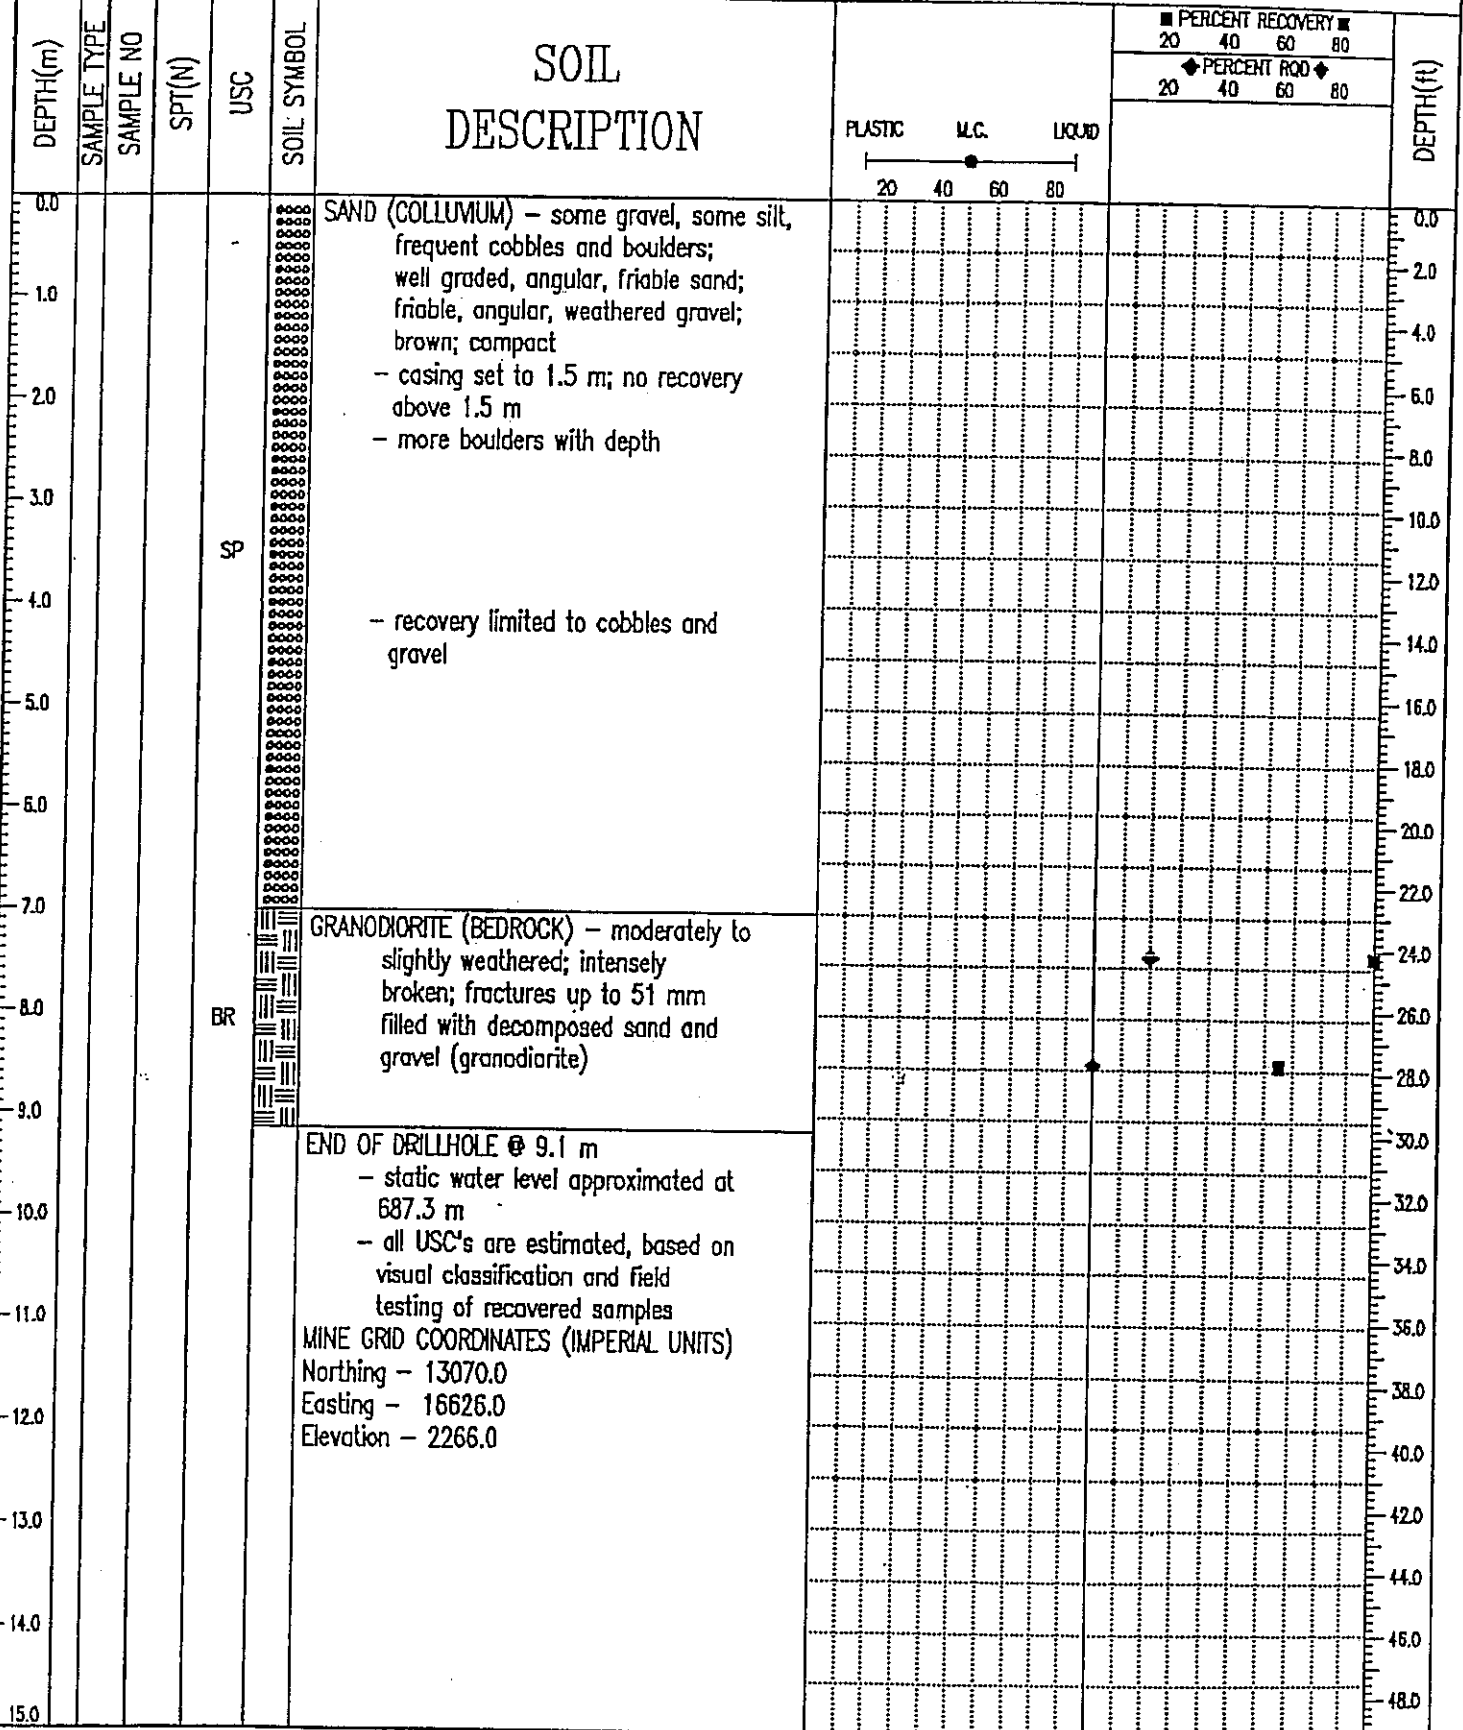 DEPTH(m)
SAMPLE TYPE
SAMPLE NO
SPT(N)
USC
SOIL SYMBOL
SOIL
DESCRIPTION
PLASTIC M.C. LIQUID
20 40 60 80
■ PERCENT RECOVERY ■
20 40 60 80
◆ PERCENT RQD ◆
20 40 60 80
DEPTH(ft)
0.0
1.0
2.0
3.0
4.0
5.0
6.0
7.0
8.0
9.0
10.0
11.0
12.0
13.0
14.0
15.0
SP
BR
SAND (COLLUVIUM) – some gravel, some silt,
frequent cobbles and boulders;
well graded, angular, friable sand;
friable, angular, weathered gravel;
brown; compact
– casing set to 1.5 m; no recovery
above 1.5 m
– more boulders with depth
– recovery limited to cobbles and
gravel
GRANODIORITE (BEDROCK) – moderately to
slightly weathered; intensely
broken; fractures up to 51 mm
filled with decomposed sand and
gravel (granodiorite)
END OF DRILLHOLE @ 9.1 m
– static water level approximated at
687.3 m
– all USC's are estimated, based on
visual classification and field
testing of recovered samples
MINE GRID COORDINATES (IMPERIAL UNITS)
Northing – 13070.0
Easting – 16626.0
Elevation – 2266.0
0.0
2.0
4.0
6.0
8.0
10.0
12.0
14.0
16.0
18.0
20.0
22.0
24.0
26.0
28.0
30.0
32.0
34.0
36.0
38.0
40.0
42.0
44.0
46.0
48.0